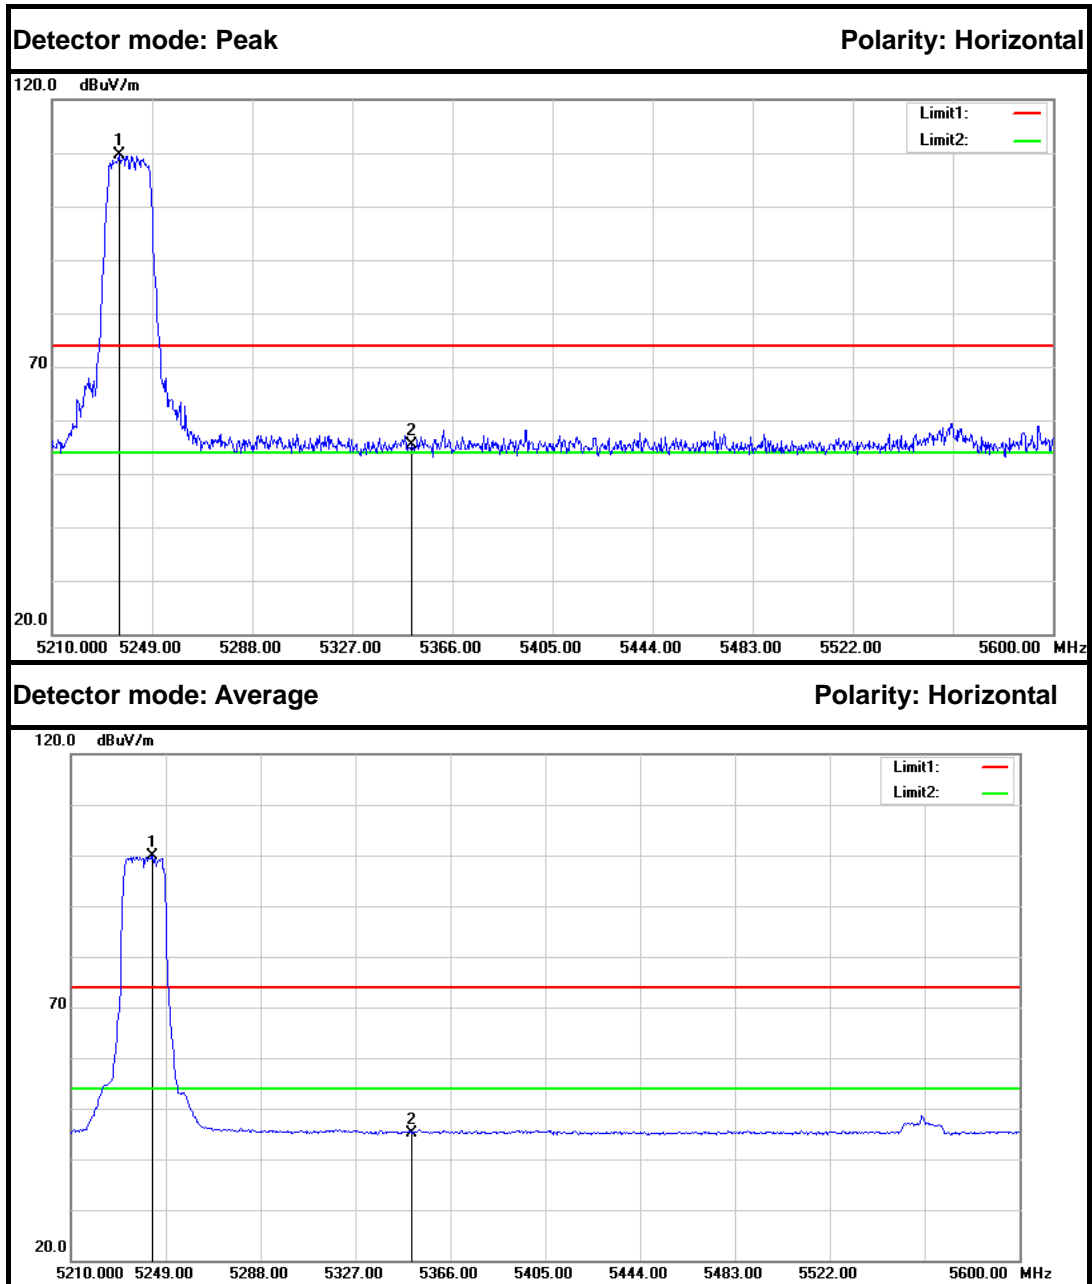 Detector mode: Peak Polarity: Horizontal
120.0 dBuV/m
Limit1:
Limit2:
1
70
2
20.0
5210.000 5249.00 5288.00 5327.00 5366.00 5405.00 5444.00 5483.00 5522.00 5600.00 MHz
Detector mode: Average Polarity: Horizontal
120.0 dBuV/m
Limit1:
Limit2:
1
70
2
20.0
5210.000 5249.00 5288.00 5327.00 5366.00 5405.00 5444.00 5483.00 5522.00 5600.00 MHz